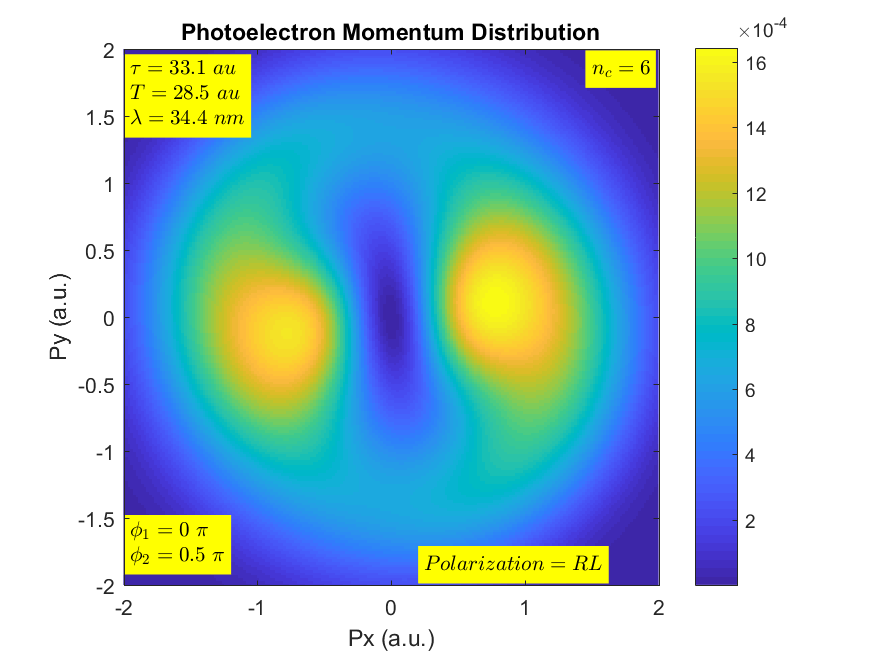 Photoelectron Momentum Distribution
×10⁻⁴
τ = 33.1 au
T = 28.5 au
λ = 34.4 nm
n_c = 6
ϕ₁ = 0 π
ϕ₂ = 0.5 π
Polarization = RL
2
1.5
1
0.5
0
-0.5
-1
-1.5
-2
Py (a.u.)
-2
-1
0
1
2
Px (a.u.)
16
14
12
10
8
6
4
2